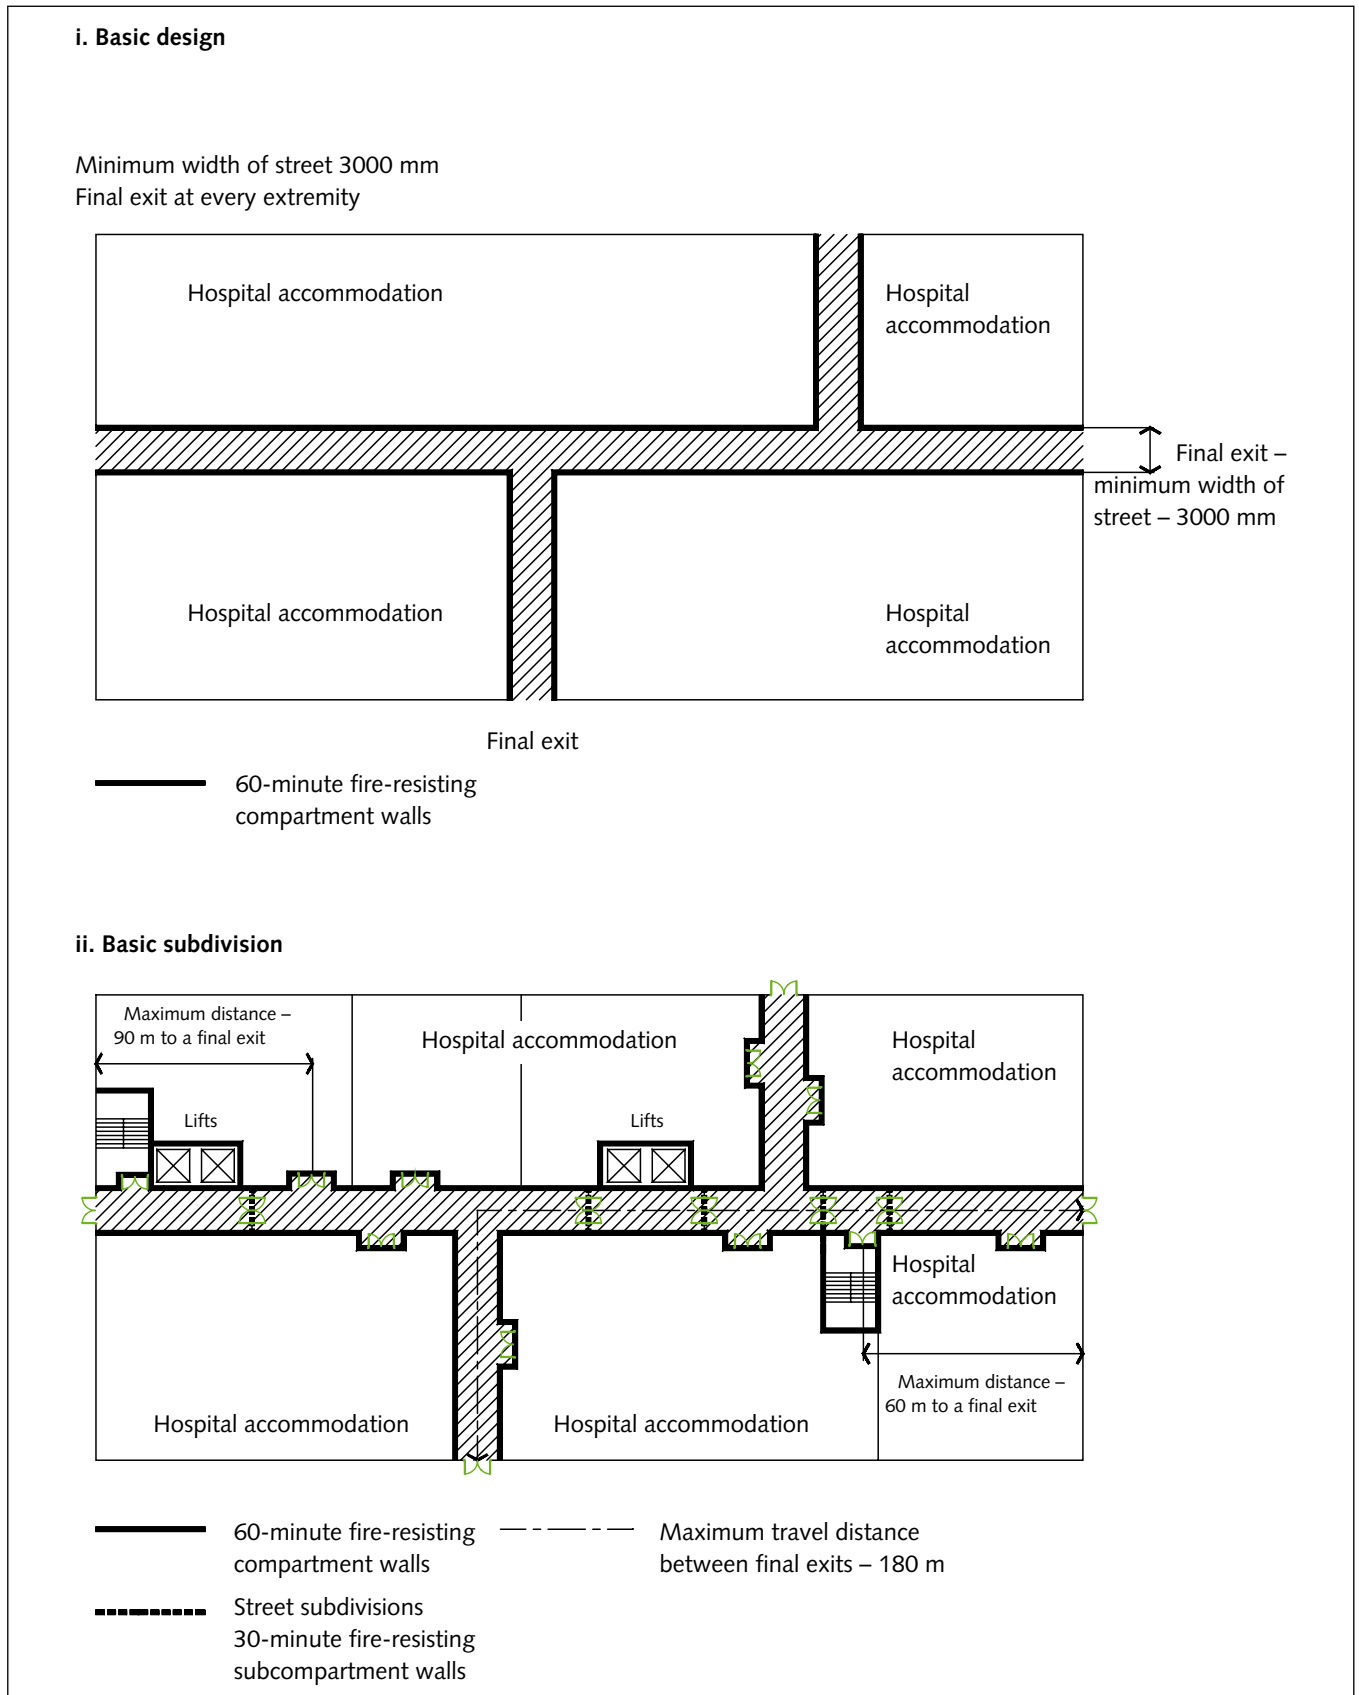 i. Basic design
Minimum width of street 3000 mm
Final exit at every extremity
Hospital accommodation
Hospital
accommodation
Final exit –
minimum width of
street – 3000 mm
Hospital accommodation
Hospital
accommodation
Final exit
60-minute fire-resisting
compartment walls
ii. Basic subdivision
Maximum distance –
90 m to a final exit
Hospital accommodation
Hospital
accommodation
Lifts
Lifts
Hospital
accommodation
Maximum distance –
60 m to a final exit
Hospital accommodation
Hospital accommodation
60-minute fire-resisting
compartment walls
Maximum travel distance
between final exits – 180 m
Street subdivisions
30-minute fire-resisting
subcompartment walls